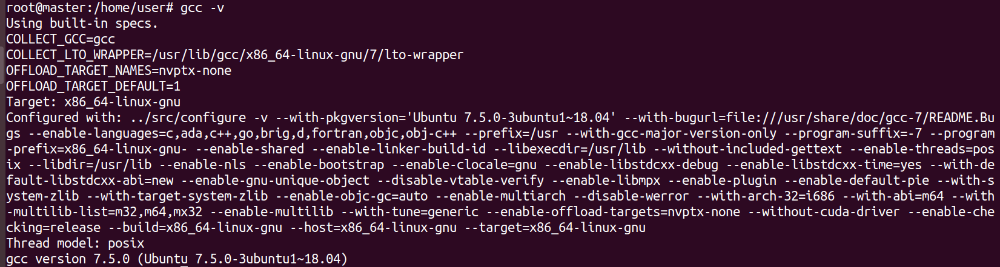 root@master:/home/user# gcc -v
Using built-in specs.
COLLECT_GCC=gcc
COLLECT_LTO_WRAPPER=/usr/lib/gcc/x86_64-linux-gnu/7/lto-wrapper
OFFLOAD_TARGET_NAMES=nvptx-none
OFFLOAD_TARGET_DEFAULT=1
Target: x86_64-linux-gnu
Configured with: ../src/configure -v --with-pkgversion='Ubuntu 7.5.0-3ubuntu1~18.04' --with-bugurl=file:///usr/share/doc/gcc-7/README.Bu
gs --enable-languages=c,ada,c++,go,brig,d,fortran,objc,obj-c++ --prefix=/usr --with-gcc-major-version-only --program-suffix=-7 --program
-prefix=x86_64-linux-gnu- --enable-shared --enable-linker-build-id --libexecdir=/usr/lib --without-included-gettext --enable-threads=pos
ix --libdir=/usr/lib --enable-nls --enable-bootstrap --enable-clocale=gnu --enable-libstdcxx-debug --enable-libstdcxx-time=yes --with-de
fault-libstdcxx-abi=new --enable-gnu-unique-object --disable-vtable-verify --enable-libmpx --enable-plugin --enable-default-pie --with-s
ystem-zlib --with-target-system-zlib --enable-objc-gc=auto --enable-multiarch --disable-werror --with-arch-32=i686 --with-abi=m64 --with
-multilib-list=m32,m64,mx32 --enable-multilib --with-tune=generic --enable-offload-targets=nvptx-none --without-cuda-driver --enable-che
cking=release --build=x86_64-linux-gnu --host=x86_64-linux-gnu --target=x86_64-linux-gnu
Thread model: posix
gcc version 7.5.0 (Ubuntu 7.5.0-3ubuntu1~18.04)